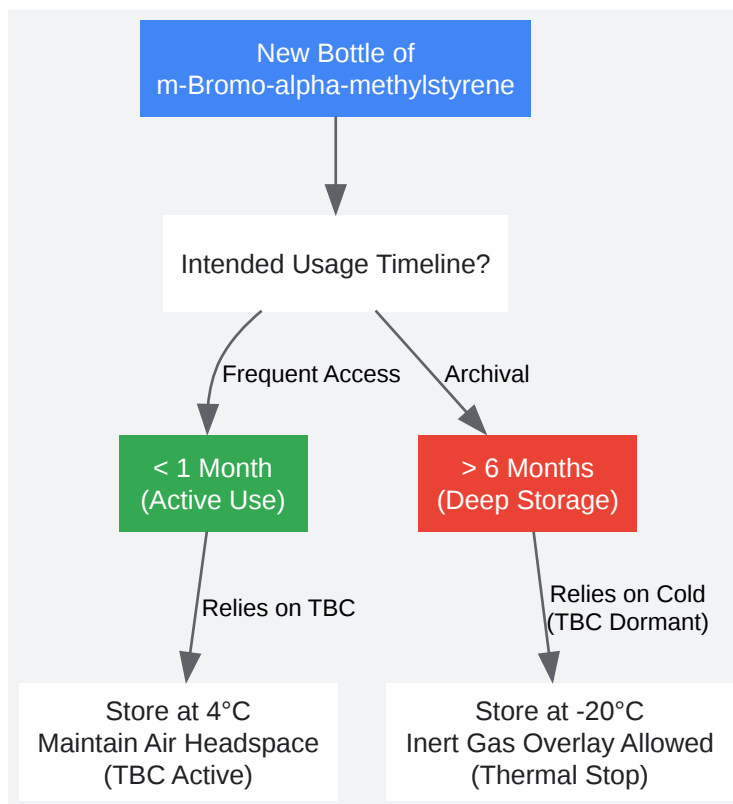 New Bottle of
m-Bromo-alpha-methylstyrene
Intended Usage Timeline?
Frequent Access
Archival
< 1 Month
(Active Use)
> 6 Months
(Deep Storage)
Relies on TBC
Relies on Cold
(TBC Dormant)
Store at 4°C
Maintain Air Headspace
(TBC Active)
Store at -20°C
Inert Gas Overlay Allowed
(Thermal Stop)